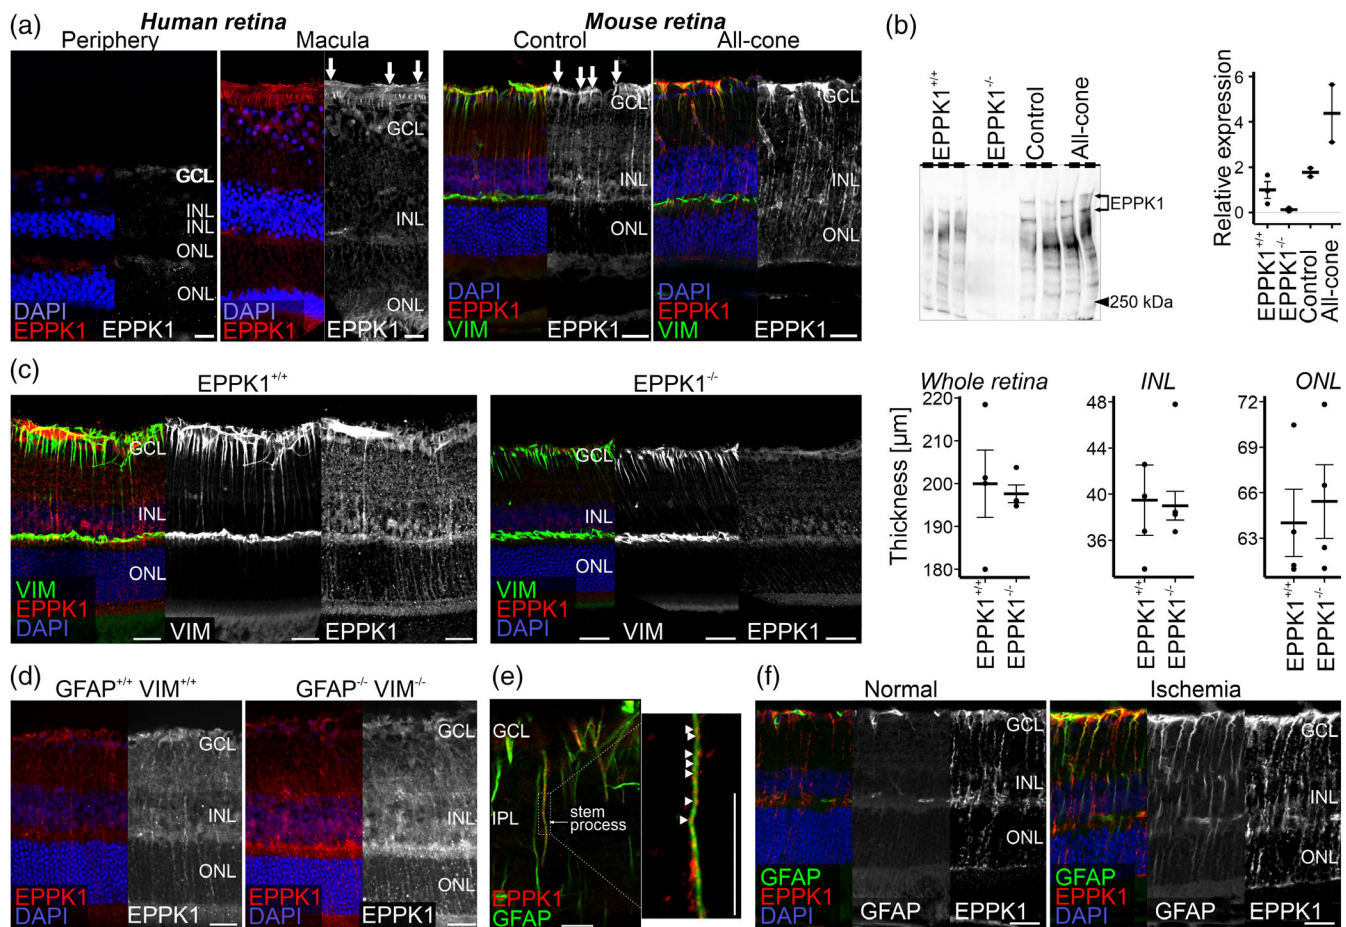 (a)
Human retina
Periphery
Macula
GCL
INL
INL
ONL
ONL
DAPI
EPPK1
EPPK1
GCL
INL
ONL
DAPI
EPPK1
EPPK1
Mouse retina
Control
All-cone
GCL
INL
ONL
DAPI
EPPK1
VIM
EPPK1
GCL
INL
ONL
DAPI
EPPK1
VIM
EPPK1
(b)
EPPK1+/+
EPPK1-/-
Control
All-cone
EPPK1
250 kDa
Relative expression
6
4
2
0
EPPK1+/+
EPPK1-/-
Control
All-cone
(c)
EPPK1+/+
GCL
INL
ONL
VIM
EPPK1
DAPI
VIM
EPPK1
EPPK1-/-
GCL
INL
ONL
VIM
EPPK1
DAPI
VIM
EPPK1
Whole retina
Thickness [µm]
220
210
200
190
180
EPPK1+/+
EPPK1-/-
INL
48
44
40
36
EPPK1+/+
EPPK1-/-
ONL
72
69
66
63
EPPK1+/+
EPPK1-/-
(d)
GFAP+/+ VIM+/+
GCL
INL
ONL
EPPK1
DAPI
EPPK1
GFAP-/- VIM-/-
GCL
INL
ONL
EPPK1
DAPI
EPPK1
(e)
GCL
IPL
stem
process
EPPK1
GFAP
(f)
Normal
GCL
INL
ONL
GFAP
EPPK1
DAPI
GFAP
EPPK1
Ischemia
GCL
INL
ONL
GFAP
EPPK1
DAPI
GFAP
EPPK1